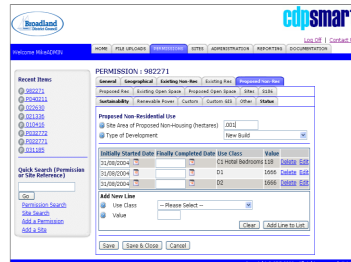 Broadland
District Council
cdpsmart
Log Off | Contact
Welcome MikeADMIN
HOME FILE UPLOADS PERMISSIONS SITES ADMINISTRATION REPORTING DOCUMENTATION
PERMISSION : 982271
General Geographical Existing Non-Res Existing Res Proposed Non-Res
Proposed Res Existing Open Space Proposed Open Space Sites S106
Sustainability Renewable Power Custom Custom GIS Other Status
Recent Items
982271
P040211
022630
021336
010418
P032772
P022771
031185
Quick Search (Permission
or Site Reference)
Go
Permission Search
Site Search
Add a Permission
Add a Site
Proposed Non-Residential Use
Site Area of Proposed Non-Housing (hectares) .001
Type of Development New Build
Initially Started Date Finally Completed Date Use Class Value
31/08/2004 C1 Hotel Bedrooms 118 Delete Edit
31/08/2004 D1 1666 Delete Edit
31/08/2004 D2 1666 Delete Edit
Add New Line
Use Class -- Please Select --
Value
Clear Add Line to List
Save Save & Close Cancel